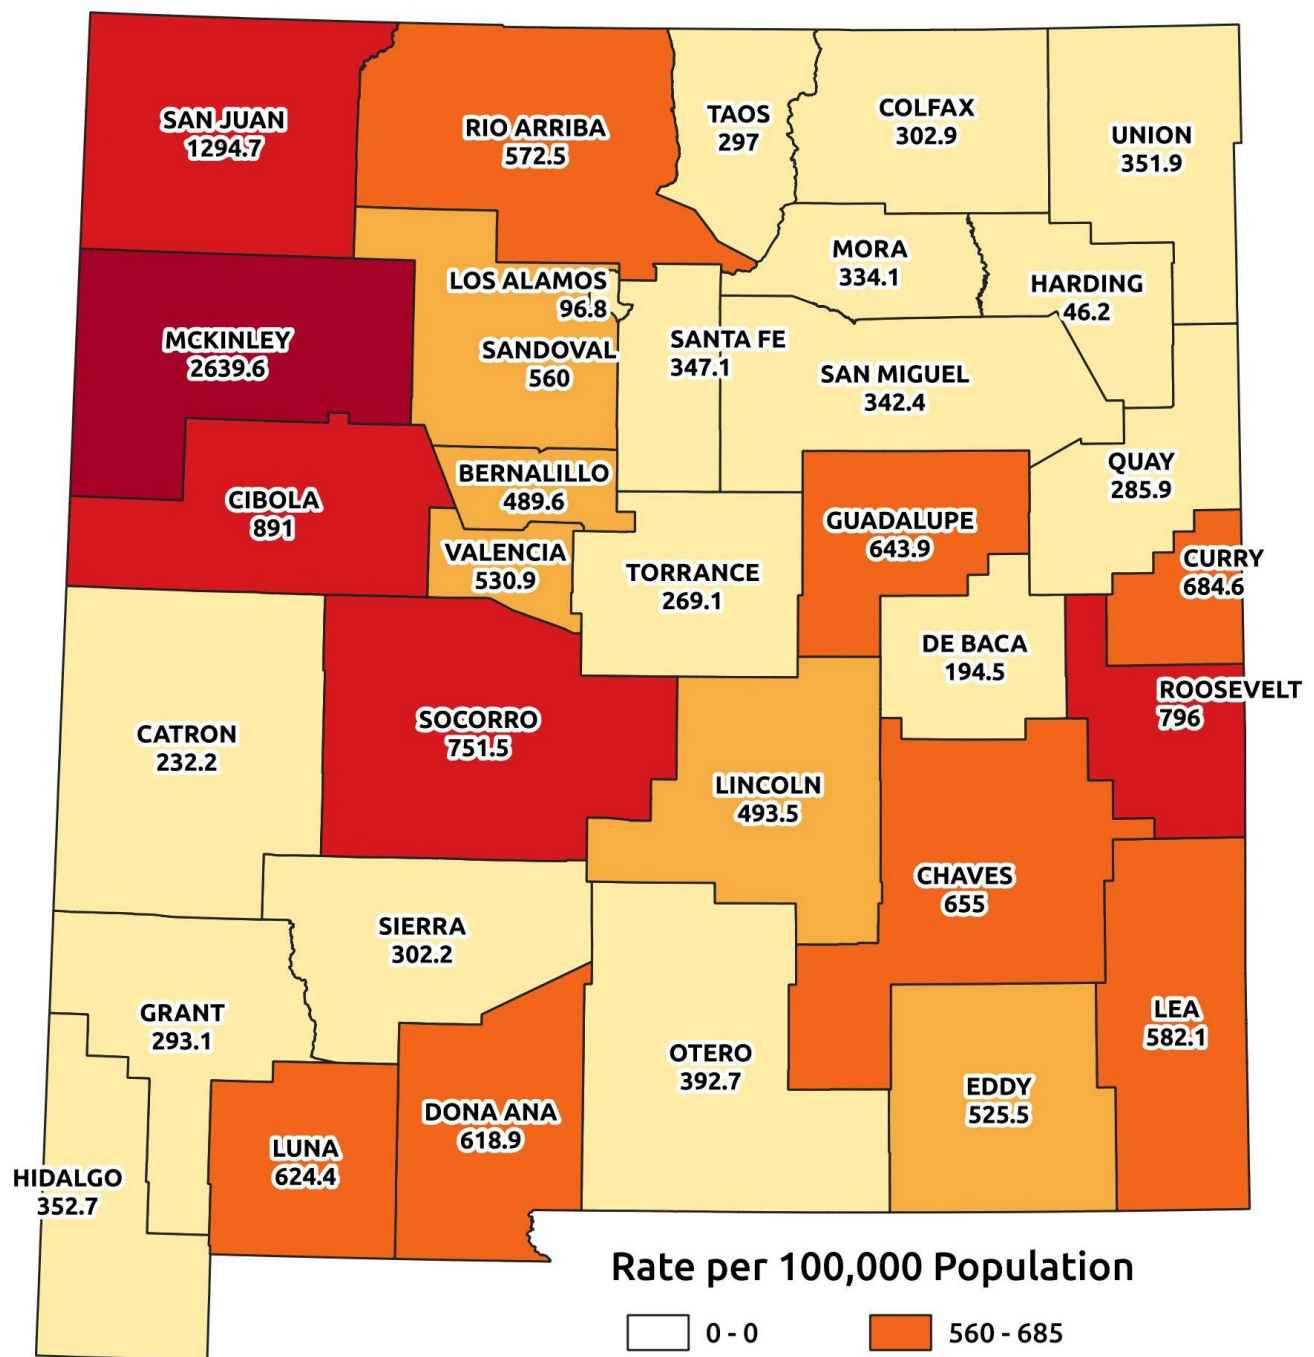 SAN JUAN
1294.7
RIO ARRIBA
572.5
TAOS
297
COLFAX
302.9
UNION
351.9
MORA
334.1
HARDING
46.2
LOS ALAMOS
96.8
MCKINLEY
2639.6
SANDOVAL
560
SANTA FE
347.1
SAN MIGUEL
342.4
QUAY
285.9
CIBOLA
891
BERNALILLO
489.6
GUADALUPE
643.9
VALENCIA
530.9
TORRANCE
269.1
CURRY
684.6
DE BACA
194.5
ROOSEVELT
796
CATRON
232.2
SOCORRO
751.5
LINCOLN
493.5
CHAVES
655
SIERRA
302.2
GRANT
293.1
LEA
582.1
OTERO
392.7
EDDY
525.5
DONA ANA
618.9
LUNA
624.4
HIDALGO
352.7
Rate per 100,000 Population
0 - 0
560 - 685